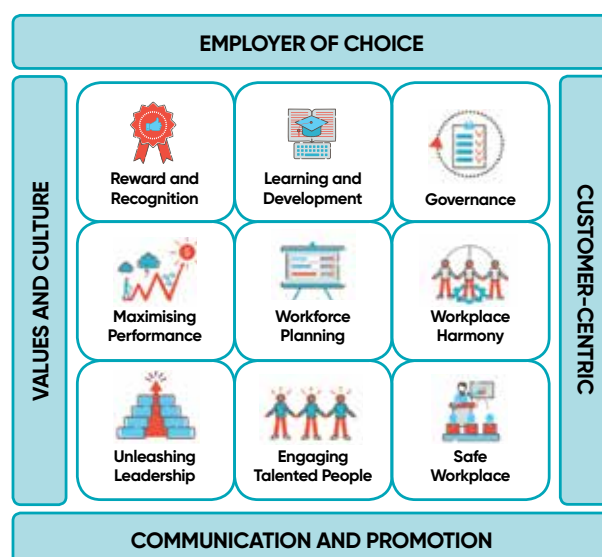 EMPLOYER OF CHOICE
VALUES AND CULTURE
Reward and
Recognition
Learning and
Development
Governance
Maximising
Performance
Workforce
Planning
Workplace
Harmony
Unleashing
Leadership
Engaging
Talented People
Safe
Workplace
CUSTOMER-CENTRIC
COMMUNICATION AND PROMOTION